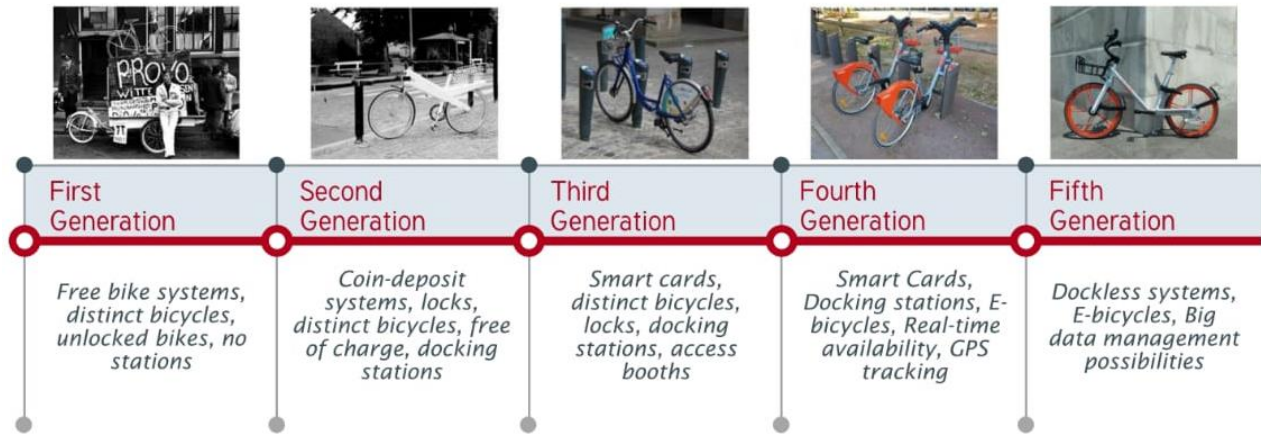 PROVO
WITTE
First
Generation
Second
Generation
Third
Generation
Fourth
Generation
Fifth
Generation
Free bike systems,
distinct bicycles,
unlocked bikes, no
stations
Coin-deposit
systems, locks,
distinct bicycles, free
of charge, docking
stations
Smart cards,
distinct bicycles,
locks, docking
stations, access
booths
Smart Cards,
Docking stations, E-
bicycles, Real-time
availability, GPS
tracking
Dockless systems,
E-bicycles, Big
data management
possibilities